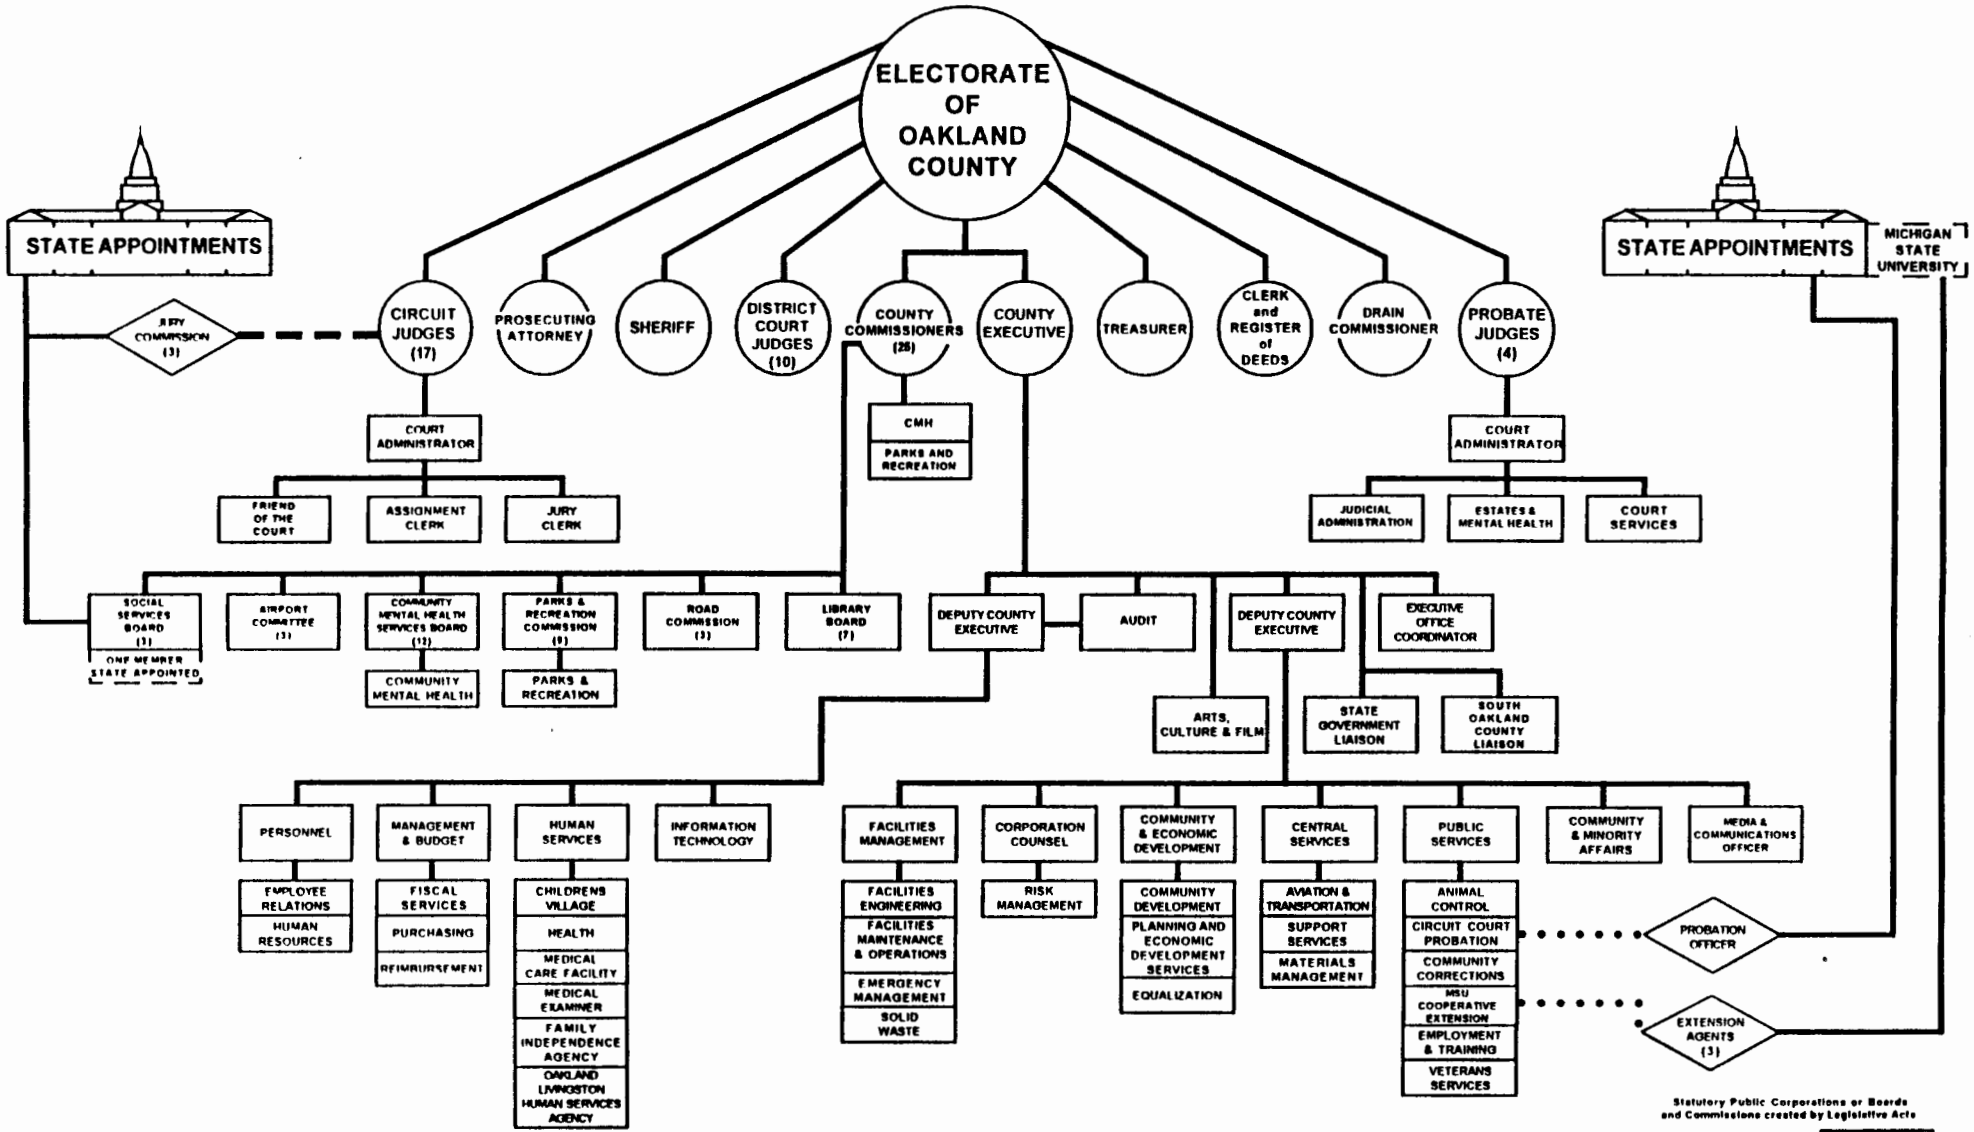 ELECTORATE
OF
OAKLAND
COUNTY
STATE APPOINTMENTS
STATE APPOINTMENTS
MICHIGAN
STATE
UNIVERSITY
JURY
COMMISSION
(3)
CIRCUIT
JUDGES
(17)
PROSECUTING
ATTORNEY
SHERIFF
DISTRICT
COURT
JUDGES
(10)
COUNTY
COMMISSIONERS
(25)
COUNTY
EXECUTIVE
TREASURER
CLERK
and
REGISTER
of
DEEDS
DRAIN
COMMISSIONER
PROBATE
JUDGES
(4)
COURT
ADMINISTRATOR
CMH
PARKS AND
RECREATION
COURT
ADMINISTRATOR
FRIEND
OF THE
COURT
ASSIGNMENT
CLERK
JURY
CLERK
JUDICIAL
ADMINISTRATION
ESTATES &
MENTAL HEALTH
COURT
SERVICES
SOCIAL
SERVICES
BOARD
(3)
ONE MEMBER
STATE APPOINTED
AIRPORT
COMMITTEE
(3)
COMMUNITY
MENTAL HEALTH
SERVICES BOARD
(12)
COMMUNITY
MENTAL HEALTH
PARKS &
RECREATION
COMMISSION
(9)
PARKS &
RECREATION
ROAD
COMMISSION
(3)
LIBRARY
BOARD
(7)
DEPUTY COUNTY
EXECUTIVE
AUDIT
DEPUTY COUNTY
EXECUTIVE
EXECUTIVE
OFFICE
COORDINATOR
ARTS,
CULTURE & FILM
STATE
GOVERNMENT
LIAISON
SOUTH
OAKLAND
COUNTY
LIAISON
PERSONNEL
EMPLOYEE
RELATIONS
HUMAN
RESOURCES
MANAGEMENT
& BUDGET
FISCAL
SERVICES
PURCHASING
REIMBURSEMENT
HUMAN
SERVICES
CHILDRENS
VILLAGE
HEALTH
MEDICAL
CARE FACILITY
MEDICAL
EXAMINER
FAMILY
INDEPENDENCE
AGENCY
OAKLAND
LIVINGSTON
HUMAN SERVICES
AGENCY
INFORMATION
TECHNOLOGY
FACILITIES
MANAGEMENT
FACILITIES
ENGINEERING
FACILITIES
MAINTENANCE
& OPERATIONS
EMERGENCY
MANAGEMENT
SOLID
WASTE
CORPORATION
COUNSEL
RISK
MANAGEMENT
COMMUNITY
& ECONOMIC
DEVELOPMENT
COMMUNITY
DEVELOPMENT
PLANNING AND
ECONOMIC
DEVELOPMENT
SERVICES
EQUALIZATION
CENTRAL
SERVICES
AVIATION &
TRANSPORTATION
SUPPORT
SERVICES
MATERIALS
MANAGEMENT
PUBLIC
SERVICES
ANIMAL
CONTROL
CIRCUIT COURT
PROBATION
COMMUNITY
CORRECTIONS
MSU
COOPERATIVE
EXTENSION
EMPLOYMENT
& TRAINING
VETERANS
SERVICES
COMMUNITY
& MINORITY
AFFAIRS
MEDIA &
COMMUNICATIONS
OFFICER
PROBATION
OFFICER
EXTENSION
AGENTS
(3)
Statutory Public Corporations or Boards
and Commissions created by Legislative Acts